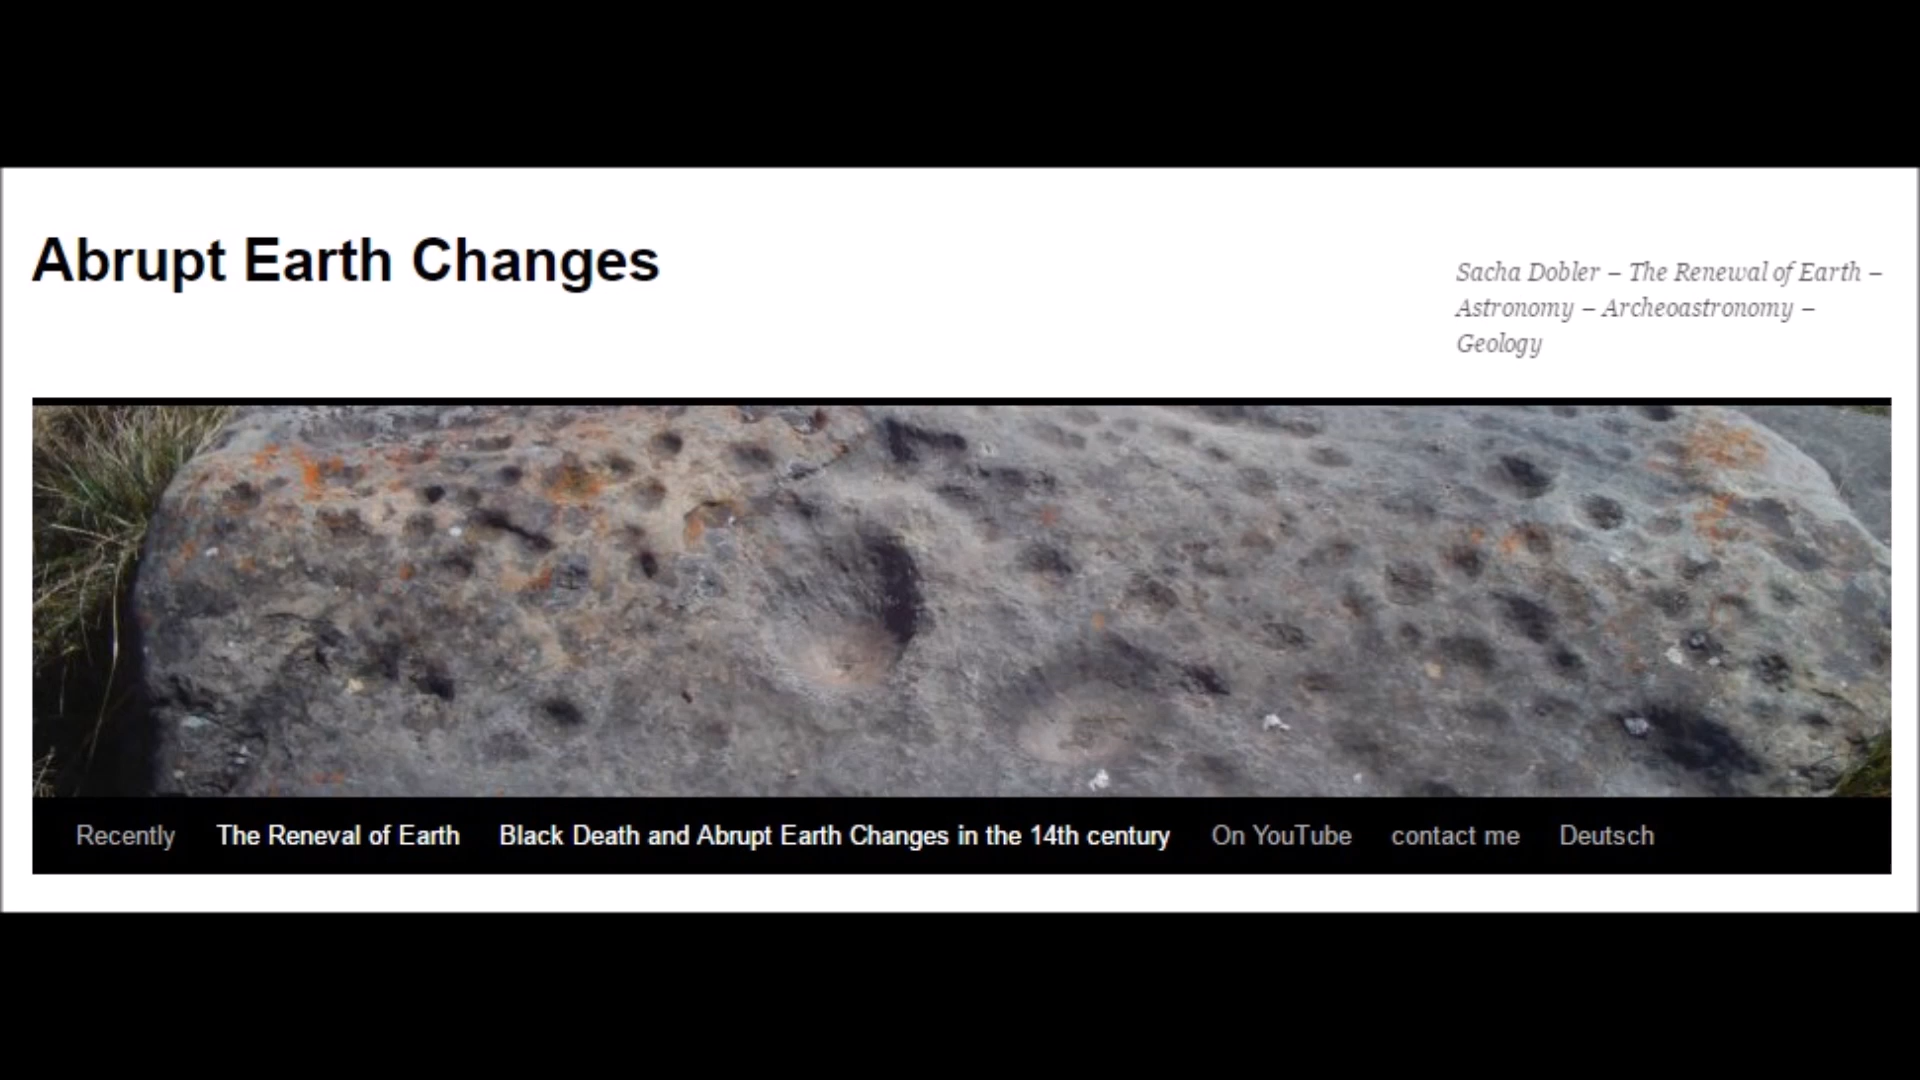 Abrupt Earth Changes
Sacha Dobler – The Renewal of Earth –
Astronomy – Archeoastronomy –
Geology
Recently The Reneval of Earth Black Death and Abrupt Earth Changes in the 14th century On YouTube contact me Deutsch